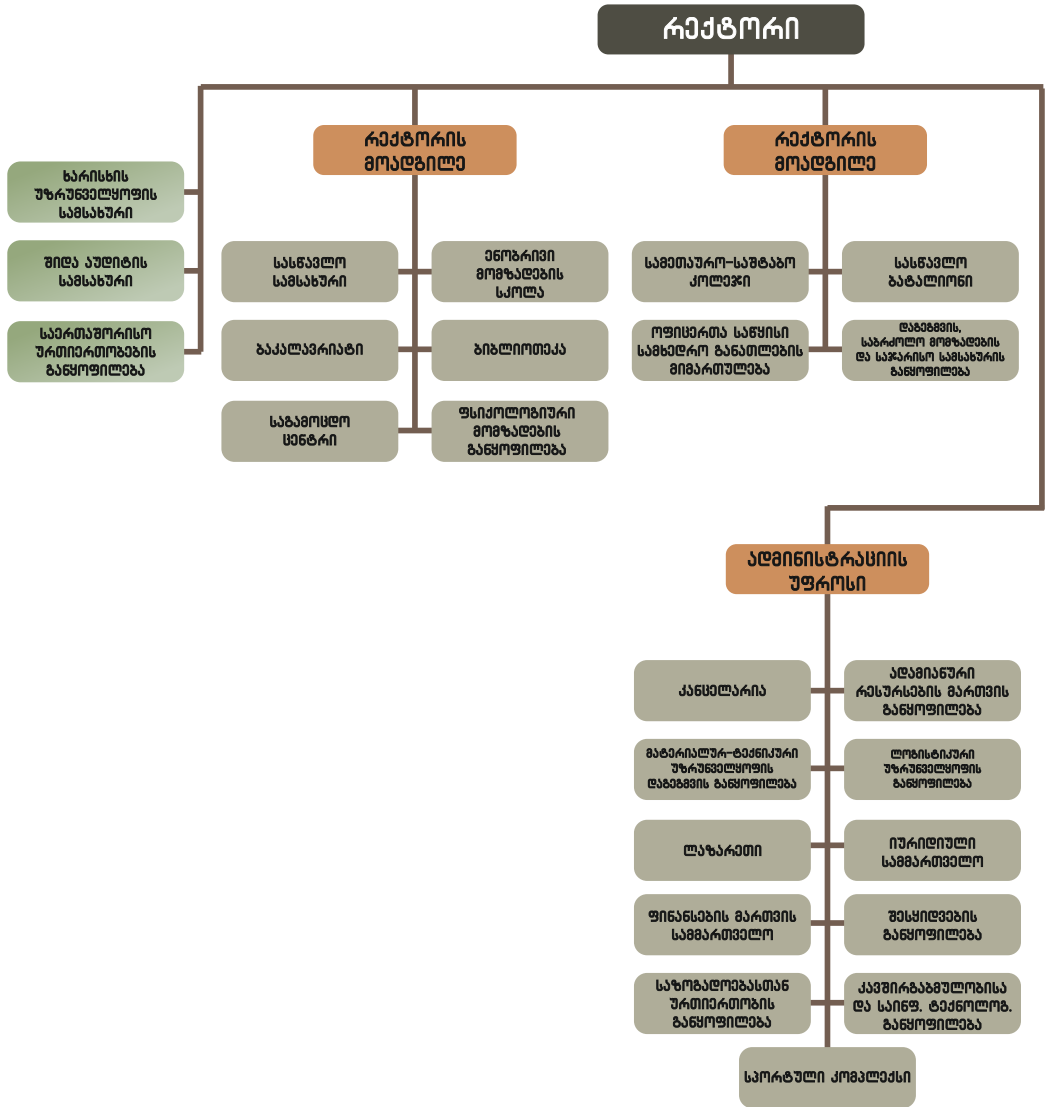 რექტორი
რექტორის
მოადგილე
რექტორის
მოადგილე
ხარისხის
უზრუნველყოფის
სამსახური
შიდა აუდიტის
სამსახური
საერთაშორისო
ურთიერთობების
განყოფილება
სასწავლო
სამსახური
ენობრივი
მომზადების
სკოლა
ბაკალავრიატი
ბიბლიოთეკა
საგამოცდო
ცენტრი
ფსიქოლოგიური
მომზადების
განყოფილება
სამეთაურო-საშტაბო
კოლეჯი
სასწავლო
ბატალიონი
ოფიცერთა საწყისი
სამხედრო განათლების
მიმართულება
დაგეგმვის,
საბრძოლო მომზადების
და საჯარისო სამსახურის
განყოფილება
ადმინისტრაციის
უფროსი
კანცელარია
ადამიანური
რესურსების მართვის
განყოფილება
მატერიალურ-ტექნიკური
უზრუნველყოფის
დაგეგმვის განყოფილება
ლოგისტიკური
უზრუნველყოფის
განყოფილება
ლაზარეთი
იურიდიული
სამმართველო
ფინანსების მართვის
სამმართველო
შესყიდვების
განყოფილება
საზოგადოებასთან
ურთიერთობის
განყოფილება
კავშირგაბმულობისა
და საინფ. ტექნოლოგ.
განყოფილება
სპორტული კომპლექსი